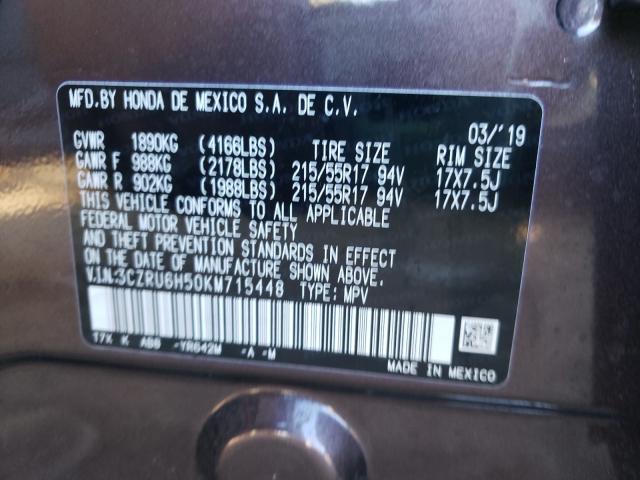 MFD.BY HONDA DE MEXICO S.A. DE C.V.
03/'19
GVWR 1890KG (4166LBS) TIRE SIZE RIM SIZE
GAWR F 988KG (2178LBS) 215/55R17 94V 17X7.5J
GAWR R 902KG (1988LBS) 215/55R17 94V 17X7.5J
THIS VEHICLE CONFORMS TO ALL APPLICABLE
FEDERAL MOTOR VEHICLE SAFETY
AND THEFT PREVENTION STANDARDS IN EFFECT
ON THE DATE OF MANUFACTURE SHOWN ABOVE.
V.I.N:3CZRU6H50KM715448 TYPE: MPV
17X K -YR642M -A -M
MADE IN MEXICO